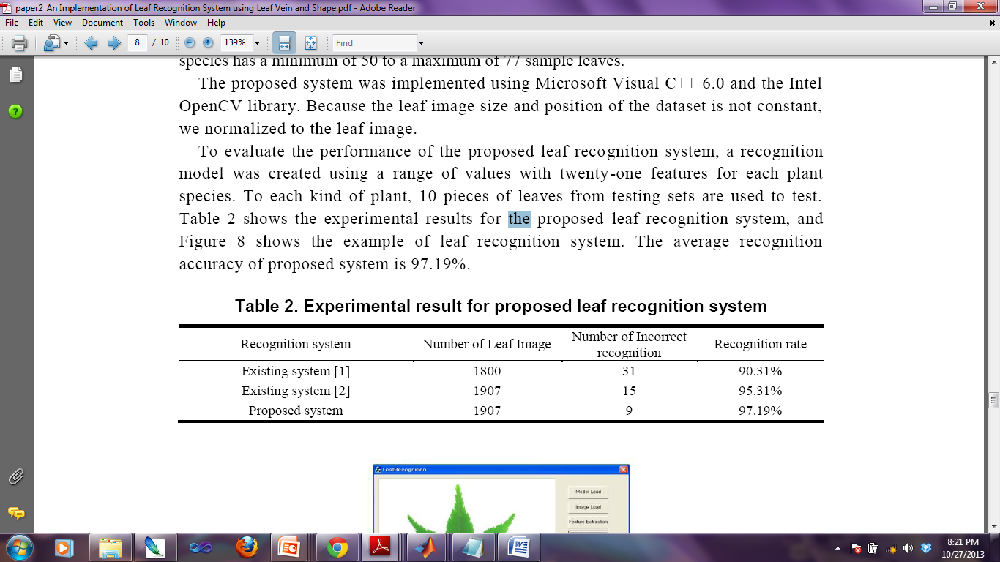 paper2_An Implementation of Leaf Recognition System using Leaf Vein and Shape.pdf - Adobe Reader
File Edit View Document Tools Window Help
8 / 10 139% Find
species has a minimum of 50 to a maximum of 77 sample leaves.
The proposed system was implemented using Microsoft Visual C++ 6.0 and the Intel
OpenCV library. Because the leaf image size and position of the dataset is not constant,
we normalized to the leaf image.
To evaluate the performance of the proposed leaf recognition system, a recognition
model was created using a range of values with twenty-one features for each plant
species. To each kind of plant, 10 pieces of leaves from testing sets are used to test.
Table 2 shows the experimental results for the proposed leaf recognition system, and
Figure 8 shows the example of leaf recognition system. The average recognition
accuracy of proposed system is 97.19%.
Table 2. Experimental result for proposed leaf recognition system
Recognition system Number of Leaf Image Number of Incorrect recognition Recognition rate
Existing system [1] 1800 31 90.31%
Existing system [2] 1907 15 95.31%
Proposed system 1907 9 97.19%
LeafRecognition
Model Load
Image Load
Feature Extraction
8:21 PM
10/27/2013